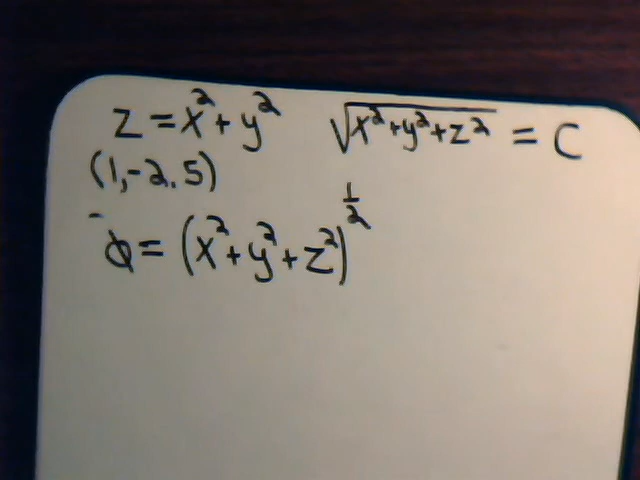 z = x² + y² √(x² + y² + z²) = C
(1, -2, 5)
ϕ = (x² + y² + z²)^(1/2)